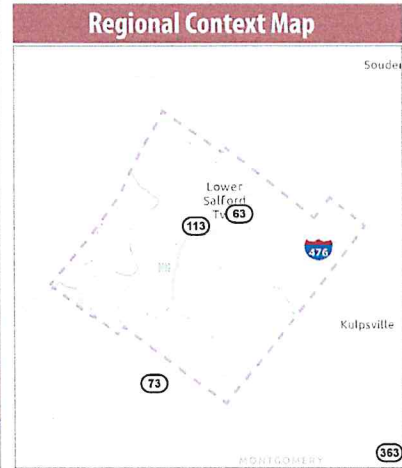 Regional Context Map
Souder
Lower
Salford
Tw
63
113
476
Kulpsville
73
MONTGOMERY
363